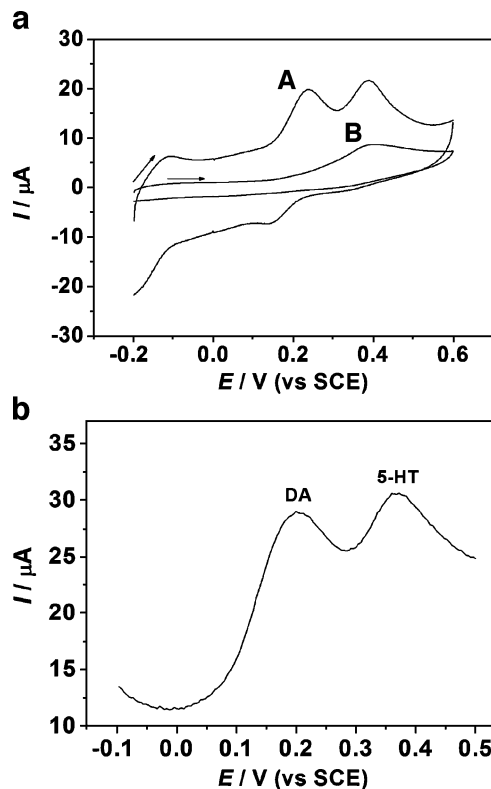 a
30
20
10
0
-10
-20
-30
I / μA
A
B
-0.2 0.0 0.2 0.4 0.6
E / V (vs SCE)
b
35
30
25
20
15
10
I / μA
DA
5-HT
-0.1 0.0 0.1 0.2 0.3 0.4 0.5
E / V (vs SCE)